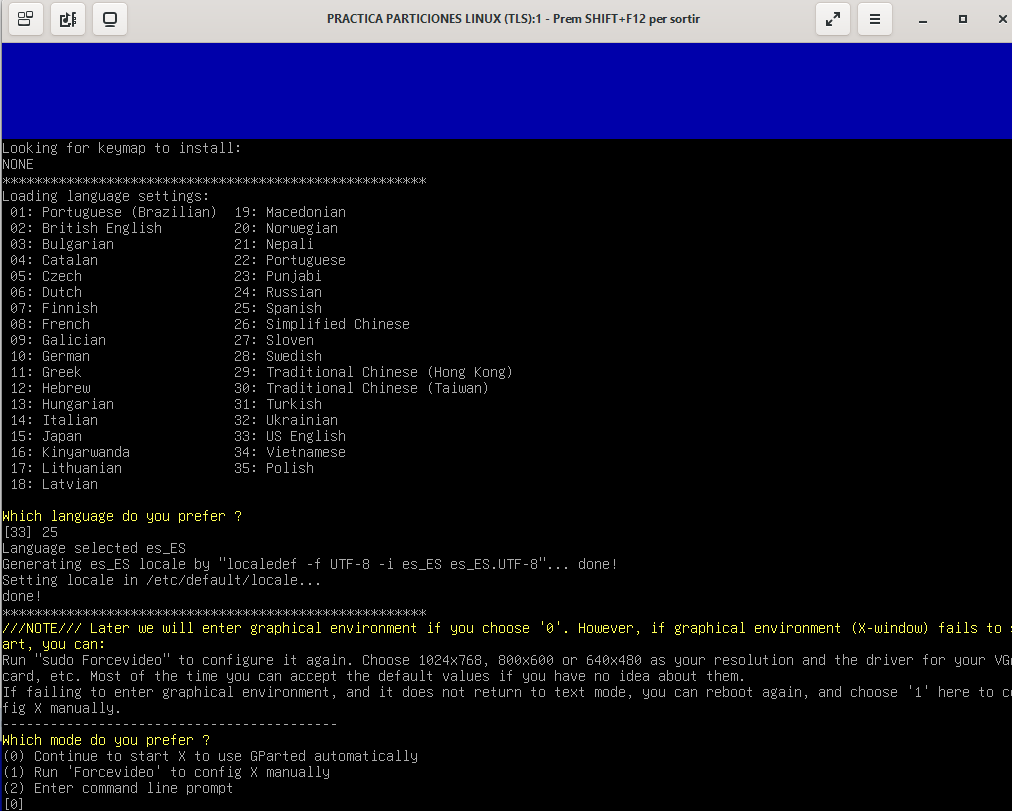 PRACTICA PARTICIONES LINUX (TLS):1 - Prem SHIFT+F12 per sortir
Looking for keymap to install:
NONE
*****************************************************
Loading language settings:
01: Portuguese (Brazilian)  19: Macedonian
02: British English         20: Norwegian
03: Bulgarian               21: Nepali
04: Catalan                 22: Portuguese
05: Czech                   23: Punjabi
06: Dutch                   24: Russian
07: Finnish                 25: Spanish
08: French                  26: Simplified Chinese
09: Galician                27: Sloven
10: German                  28: Swedish
11: Greek                   29: Traditional Chinese (Hong Kong)
12: Hebrew                  30: Traditional Chinese (Taiwan)
13: Hungarian               31: Turkish
14: Italian                 32: Ukrainian
15: Japan                   33: US English
16: Kinyarwanda             34: Vietnamese
17: Lithuanian              35: Polish
18: Latvian
Which language do you prefer ?
[33] 25
Language selected es_ES
Generating es_ES locale by "localedef -f UTF-8 -i es_ES es_ES.UTF-8"... done!
Setting locale in /etc/default/locale...
done!
*****************************************************
///NOTE/// Later we will enter graphical environment if you choose '0'. However, if graphical environment (X-window) fails to s
art, you can:
Run "sudo Forcevideo" to configure it again. Choose 1024x768, 800x600 or 640x480 as your resolution and the driver for your VG
card, etc. Most of the time you can accept the default values if you have no idea about them.
If failing to enter graphical environment, and it does not return to text mode, you can reboot again, and choose '1' here to c
fig X manually.
------------------------------------------
Which mode do you prefer ?
(0) Continue to start X to use GParted automatically
(1) Run 'Forcevideo' to config X manually
(2) Enter command line prompt
[0]